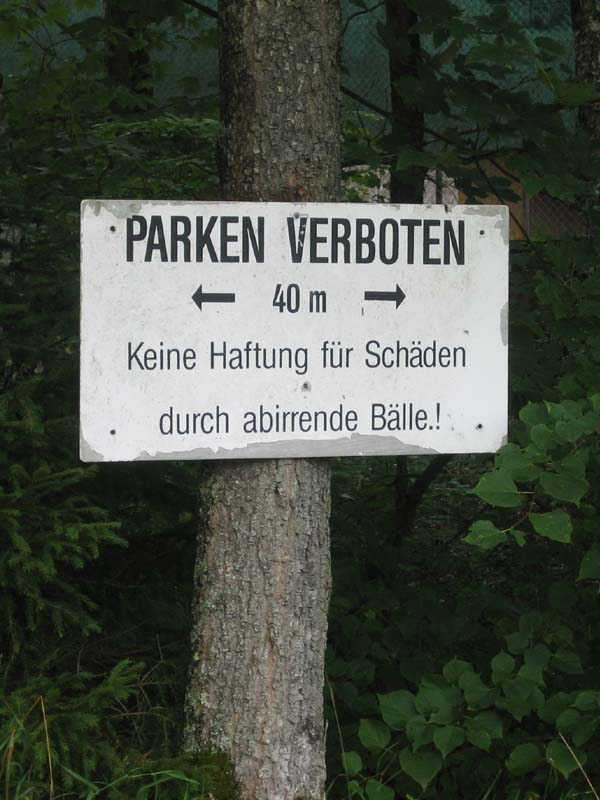 PARKEN VERBOTEN
← 40 m →
Keine Haftung für Schäden
durch abirrende Bälle.!